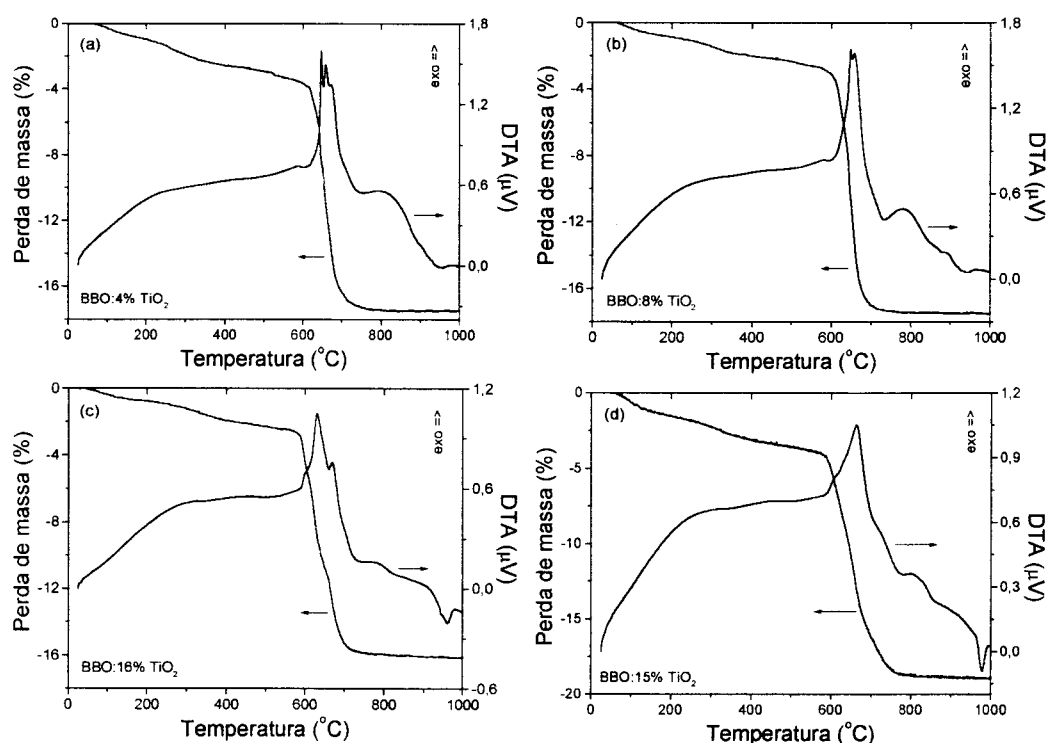 (a)
exo =>
0
-4
-8
-12
-16
Perda de massa (%)
1,8
1,2
0,6
0,0
DTA (µV)
BBO:4% TiO2
0 200 400 600 800 1000
Temperatura (°C)
(b)
exo =>
0
-4
-8
-12
-16
Perda de massa (%)
1,8
1,2
0,6
0,0
DTA (µV)
BBO:8% TiO2
0 200 400 600 800 1000
Temperatura (°C)
(c)
exo =>
0
-4
-8
-12
-16
Perda de massa (%)
1,2
0,6
0,0
-0,6
DTA (µV)
BBO:16% TiO2
0 200 400 600 800 1000
Temperatura (°C)
(d)
exo =>
0
-5
-10
-15
-20
Perda de massa (%)
1,2
0,9
0,6
0,3
0,0
DTA (µV)
BBO:15% TiO2
0 200 400 600 800 1000
Temperatura (°C)